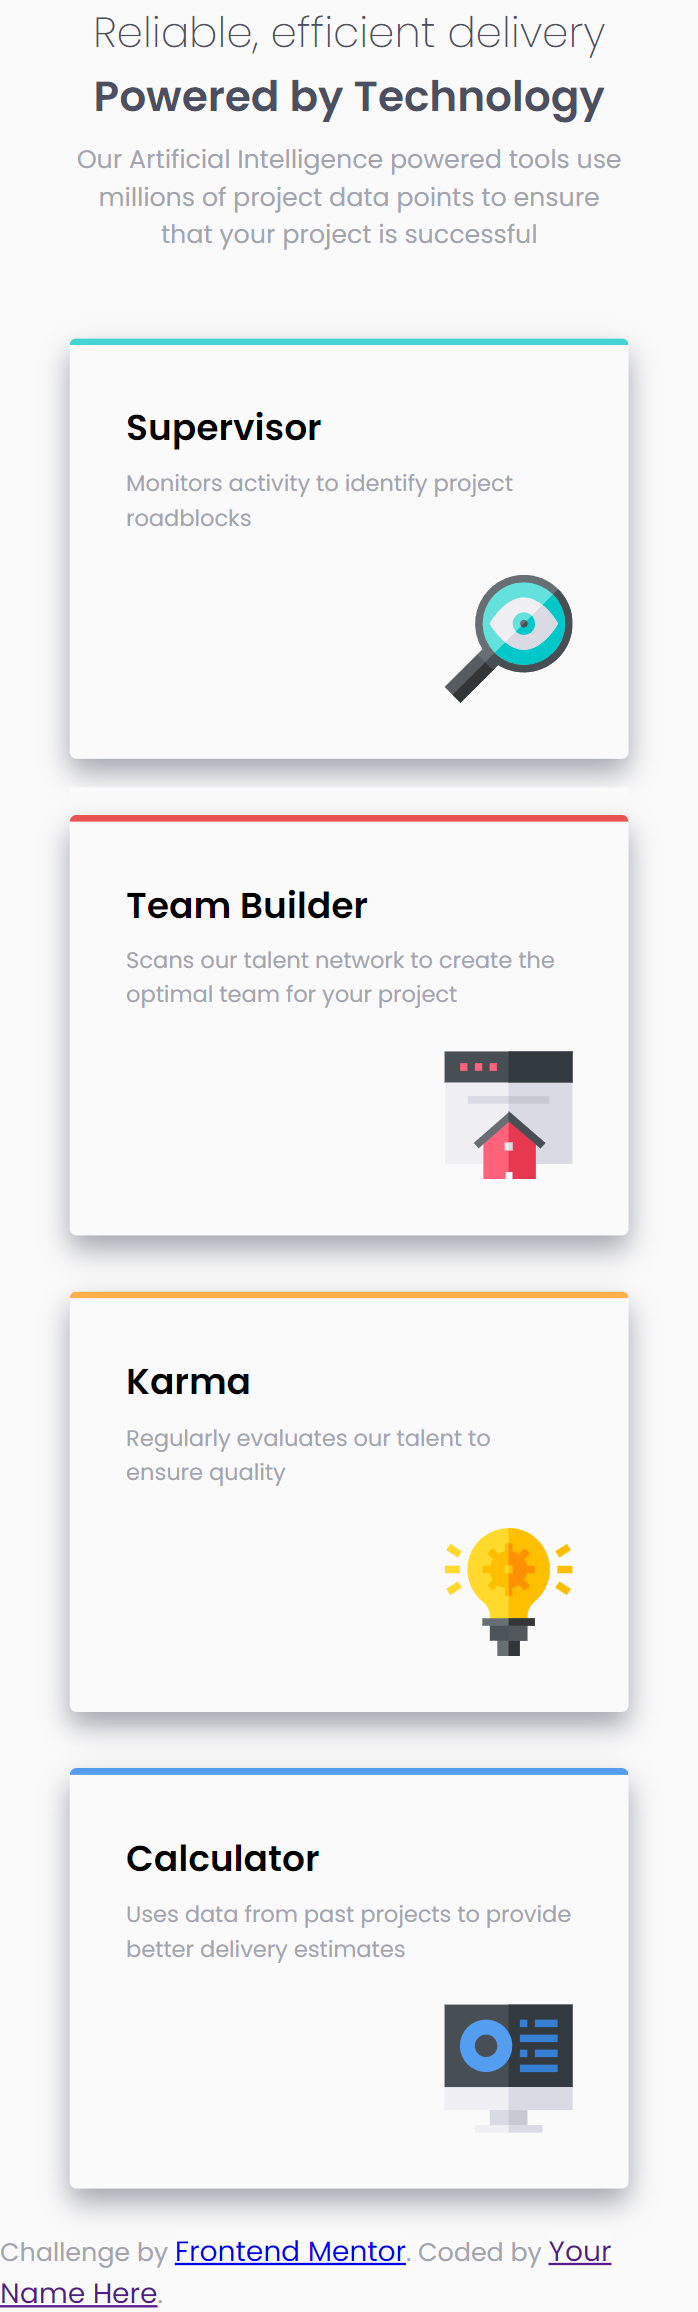 Reliable, efficient delivery
Powered by Technology
Our Artificial Intelligence powered tools use
millions of project data points to ensure
that your project is successful
Supervisor
Monitors activity to identify project
roadblocks
Team Builder
Scans our talent network to create the
optimal team for your project
Karma
Regularly evaluates our talent to
ensure quality
Calculator
Uses data from past projects to provide
better delivery estimates
Challenge by Frontend Mentor. Coded by Your
Name Here.